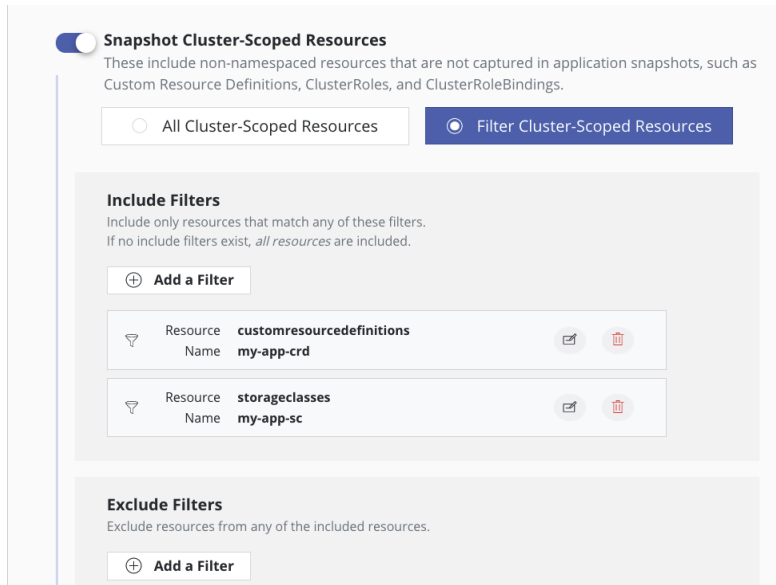 Snapshot Cluster-Scoped Resources
These include non-namespaced resources that are not captured in application snapshots, such as
Custom Resource Definitions, ClusterRoles, and ClusterRoleBindings.
All Cluster-Scoped Resources
Filter Cluster-Scoped Resources
Include Filters
Include only resources that match any of these filters.
If no include filters exist, all resources are included.
Add a Filter
Resource customresourcedefinitions
Name my-app-crd
Resource storageclasses
Name my-app-sc
Exclude Filters
Exclude resources from any of the included resources.
Add a Filter